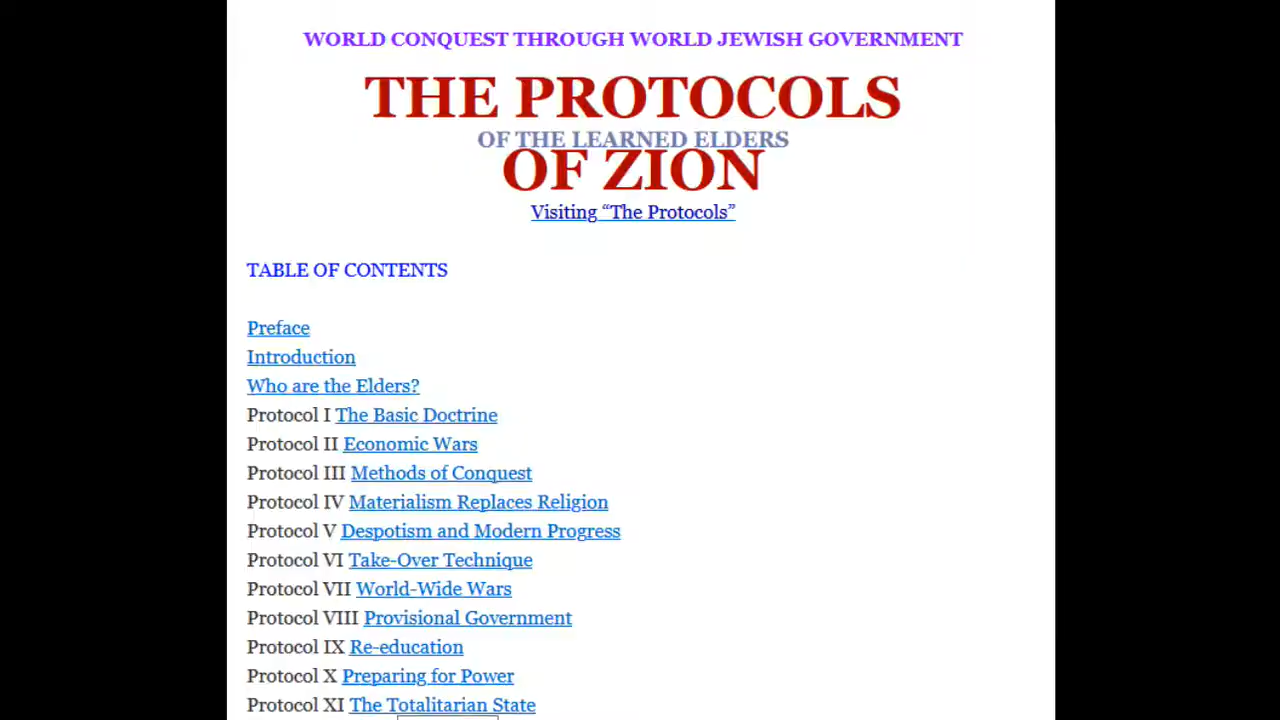 WORLD CONQUEST THROUGH WORLD JEWISH GOVERNMENT
THE PROTOCOLS
OF THE LEARNED ELDERS
OF ZION
Visiting “The Protocols”
TABLE OF CONTENTS
Preface
Introduction
Who are the Elders?
Protocol I The Basic Doctrine
Protocol II Economic Wars
Protocol III Methods of Conquest
Protocol IV Materialism Replaces Religion
Protocol V Despotism and Modern Progress
Protocol VI Take-Over Technique
Protocol VII World-Wide Wars
Protocol VIII Provisional Government
Protocol IX Re-education
Protocol X Preparing for Power
Protocol XI The Totalitarian State